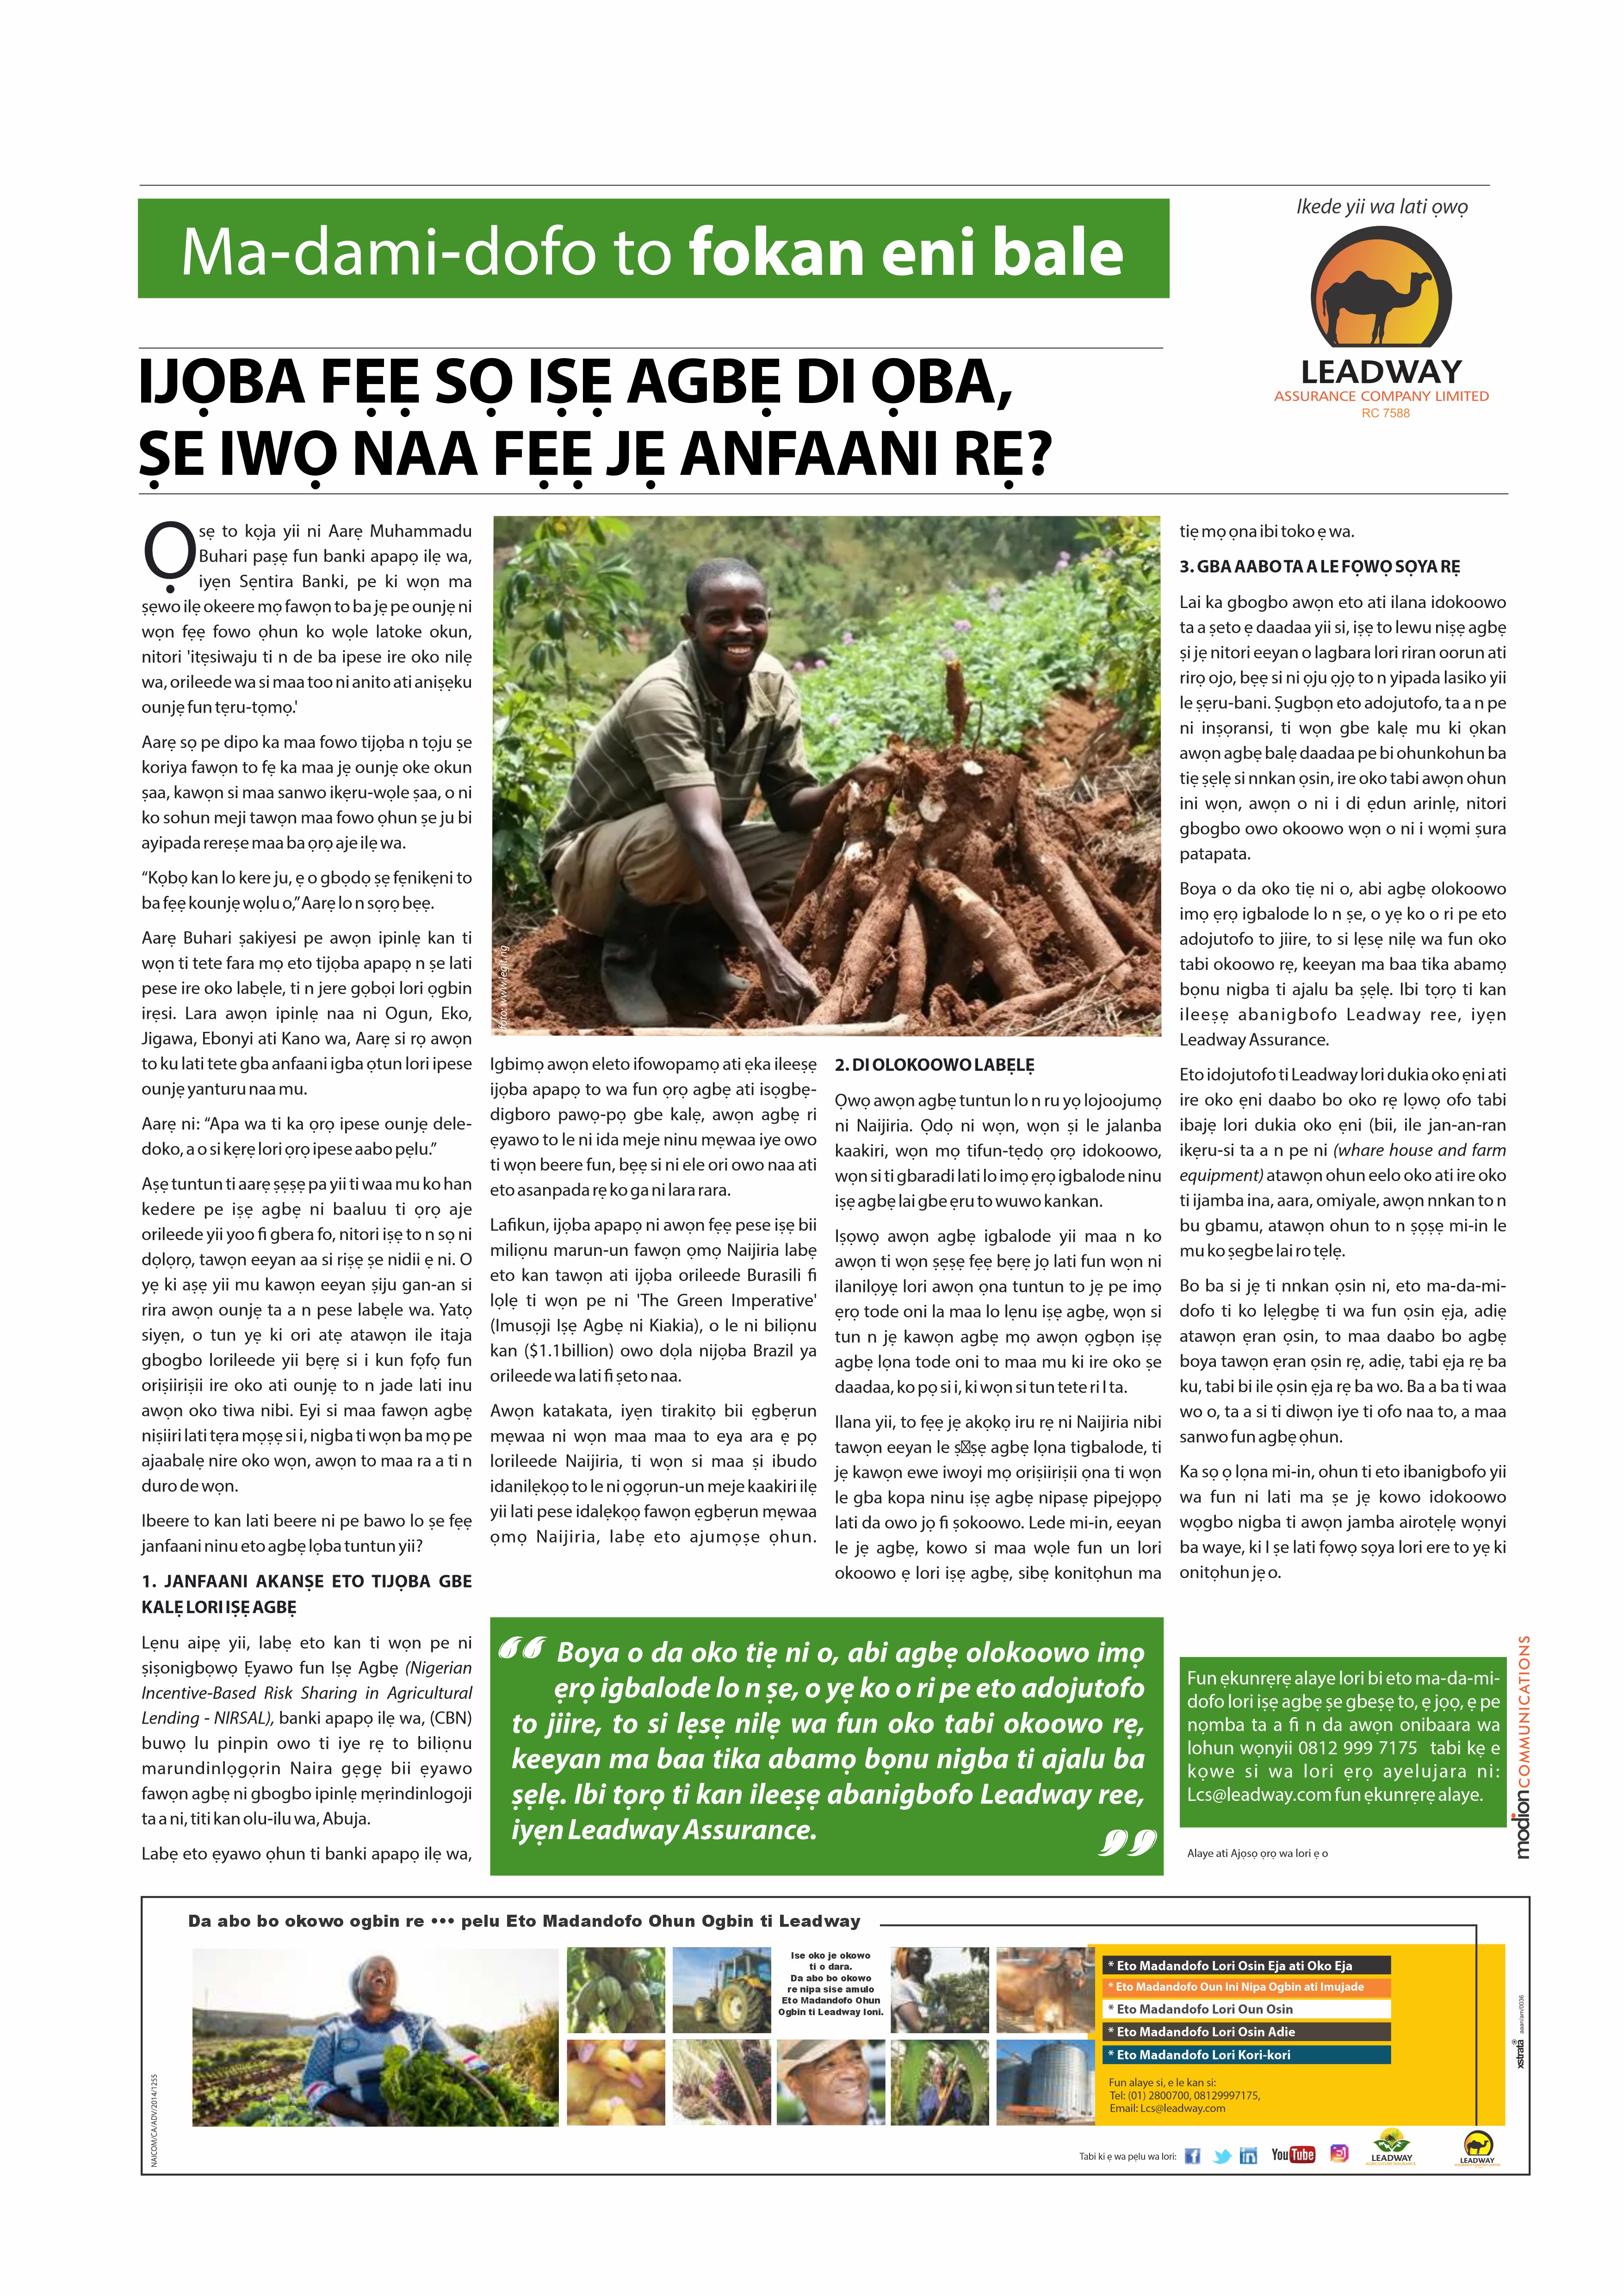 Ikede yii wa lati ọwọ
Ma-dami-dofo to fokan eni bale
LEADWAY
ASSURANCE COMPANY LIMITED
RC 7588
IJỌBA FẸẸ SỌ IṢẸ AGBẸ DI ỌBA,
ṢE IWỌ NAA FẸẸ JẸ ANFAANI RẸ?
Ọsẹ to kọja yii ni Aarẹ Muhammadu
Buhari paṣẹ fun banki apapọ ilẹ wa,
iyẹn Sẹntira Banki, pe ki wọn ma
ṣẹwo ilẹ okeere mọ fawọn to ba jẹ pe ounjẹ ni
wọn fẹẹ fowo ọhun ko wọle latoke okun,
nitori 'itẹsiwaju ti n de ba ipese ire oko nilẹ
wa, orileede wa si maa too ni anito ati aniṣẹku
ounjẹ fun tẹru-tọmọ.'
Aarẹ sọ pe dipo ka maa fowo tijọba n tọju ṣe
koriya fawọn to fẹ ka maa jẹ ounjẹ oke okun
ṣaa, kawọn si maa sanwo ikẹru-wọle ṣaa, o ni
ko sohun meji tawọn maa fowo ọhun ṣe ju bi
ayipada rereṣe maa ba ọrọ aje ilẹ wa.
“Kọbọ kan lo kere ju, ẹ o gbọdọ ṣẹ fẹnikẹni to
ba fẹẹ kounjẹ wọlu o,” Aarẹ lo n sọrọ bẹẹ.
Aarẹ Buhari ṣakiyesi pe awọn ipinlẹ kan ti
wọn ti tete fara mọ eto tijọba apapọ n ṣe lati
pese ire oko labẹle, ti n jere gọbọi lori ọgbin
irẹsi. Lara awọn ipinlẹ naa ni Ogun, Eko,
Jigawa, Ebonyi ati Kano wa, Aarẹ si rọ awọn
to ku lati tete gba anfaani igba ọtun lori ipese
ounjẹ yanturu naa mu.
Aarẹ ni: “Apa wa ti ka ọrọ ipese ounjẹ dele-
doko, a o si kẹrẹ lori ọrọ ipese aabo pẹlu.”
Aṣẹ tuntun ti aarẹ ṣẹṣẹ pa yii ti waa mu ko han
kedere pe iṣẹ agbẹ ni baaluu ti ọrọ aje
orileede yii yoo fi gbera fo, nitori iṣẹ to n sọ ni
dọlọrọ, tawọn eeyan aa si riṣẹ ṣe nidii ẹ ni. O
yẹ ki aṣẹ yii mu kawọn eeyan ṣiju gan-an si
rira awọn ounjẹ ta a n pese labẹle wa. Yatọ
siyẹn, o tun yẹ ki ori atẹ atawọn ile itaja
gbogbo lorileede yii bẹrẹ si i kun fọfọ fun
oriṣiiriṣii ire oko ati ounjẹ to n jade lati inu
awọn oko tiwa nibi. Eyi si maa fawọn agbẹ
niṣiiri lati tẹra mọṣẹ si i, nigba ti wọn ba mọ pe
ajaabalẹ nire oko wọn, awọn to maa ra a ti n
duro de wọn.
Ibeere to kan lati beere ni pe bawo lo ṣe fẹẹ
janfaani ninu eto agbẹ lọba tuntun yii?
1. JANFAANI AKANṢE ETO TIJỌBA GBE
KALẸ LORI IṢẸ AGBẸ
Lẹnu aipẹ yii, labẹ eto kan ti wọn pe ni
ṣiṣonigbọwọ Ẹyawo fun Iṣẹ Agbẹ (Nigerian
Incentive-Based Risk Sharing in Agricultural
Lending - NIRSAL), banki apapọ ilẹ wa, (CBN)
buwọ lu pinpin owo ti iye rẹ to biliọnu
marundinlọgọrin Naira gẹgẹ bii ẹyawo
fawọn agbẹ ni gbogbo ipinlẹ mẹrindinlogoji
ta a ni, titi kan olu-ilu wa, Abuja.
Labẹ eto ẹyawo ọhun ti banki apapọ ilẹ wa,
foto: www.legit.ng
Igbimọ awọn eleto ifowopamọ ati ẹka ileeṣẹ
ijọba apapọ to wa fun ọrọ agbẹ ati isọgbẹ-
digboro pawọ-pọ gbe kalẹ, awọn agbẹ ri
ẹyawo to le ni ida meje ninu mẹwaa iye owo
ti wọn beere fun, bẹẹ si ni ele ori owo naa ati
eto asanpada rẹ ko ga ni lara rara.
Lafikun, ijọba apapọ ni awọn fẹẹ pese iṣẹ bii
miliọnu marun-un fawọn ọmọ Naijiria labẹ
eto kan tawọn ati ijọba orileede Burasili fi
lọlẹ ti wọn pe ni 'The Green Imperative'
(Imusọji Iṣẹ Agbẹ ni Kiakia), o le ni biliọnu
kan ($1.1billion) owo dọla nijọba Brazil ya
orileede wa lati fi ṣeto naa.
Awọn katakata, iyẹn tirakitọ bii ẹgbẹrun
mẹwaa ni wọn maa maa to eya ara ẹ pọ
lorileede Naijiria, ti wọn si maa ṣi ibudo
idanilẹkọọ to le ni ọgọrun-un meje kaakiri ilẹ
yii lati pese idalẹkọọ fawọn ẹgbẹrun mẹwaa
ọmọ Naijiria, labẹ eto ajumọṣe ọhun.
2. DI OLOKOOWO LABẸLẸ
Ọwọ awọn agbẹ tuntun lo n ru yọ lojoojumọ
ni Naijiria. Ọdọ ni wọn, wọn ṣi le jalanba
kaakiri, wọn mọ tifun-tẹdọ ọrọ idokoowo,
wọn si ti gbaradi lati lo imọ ẹrọ igbalode ninu
iṣẹ agbẹ lai gbe ẹru to wuwo kankan.
Iṣọwọ awọn agbẹ igbalode yii maa n ko
awọn ti wọn ṣẹṣẹ fẹẹ bẹrẹ jọ lati fun wọn ni
ilanilọyẹ lori awọn ọna tuntun to jẹ pe imọ
ẹrọ tode oni la maa lo lẹnu iṣẹ agbẹ, wọn si
tun n jẹ kawọn agbẹ mọ awọn ọgbọn iṣẹ
agbẹ lọna tode oni to maa mu ki ire oko ṣe
daadaa, ko pọ si i, ki wọn si tun tete ri l ta.
Ilana yii, to fẹẹ jẹ akọkọ iru rẹ ni Naijiria nibi
tawọn eeyan le ṣṣẹ agbẹ lọna tigbalode, ti
jẹ kawọn ewe iwoyi mọ oriṣiiriṣii ọna ti wọn
le gba kopa ninu iṣẹ agbẹ nipasẹ pipejọpọ
lati da owo jọ fi ṣokoowo. Lede mi-in, eeyan
le jẹ agbẹ, kowo si maa wọle fun un lori
okoowo ẹ lori iṣẹ agbẹ, sibẹ konitọhun ma
tiẹ mọ ọna ibi toko ẹ wa.
3. GBA AABO TA A LE FỌWỌ SỌYA RẸ
Lai ka gbogbo awọn eto ati ilana idokoowo
ta a ṣeto ẹ daadaa yii si, iṣẹ to lewu niṣẹ agbẹ
ṣi jẹ nitori eeyan o lagbara lori riran oorun ati
rirọ ojo, bẹẹ si ni ọju ọjọ to n yipada lasiko yii
le ṣẹru-bani. Ṣugbọn eto adojutofo, ta a n pe
ni inṣọransi, ti wọn gbe kalẹ mu ki ọkan
awọn agbẹ balẹ daadaa pe bi ohunkohun ba
tiẹ ṣẹlẹ si nnkan ọsin, ire oko tabi awọn ohun
ini wọn, awọn o ni i di ẹdun arinlẹ, nitori
gbogbo owo okoowo wọn o ni i wọmi ṣura
patapata.
Boya o da oko tiẹ ni o, abi agbẹ olokoowo
imọ ẹrọ igbalode lo n ṣe, o yẹ ko o ri pe eto
adojutofo to jiire, to si lẹsẹ nilẹ wa fun oko
tabi okoowo rẹ, keeyan ma baa tika abamọ
bọnu nigba ti ajalu ba ṣẹlẹ. Ibi tọrọ ti kan
ileeṣẹ abanigbofo Leadway ree, iyẹn
Leadway Assurance.
Eto idojutofo ti Leadway lori dukia oko ẹni ati
ire oko ẹni daabo bo oko rẹ lọwọ ofo tabi
ibajẹ lori dukia oko ẹni (bii, ile jan-an-ran
ikẹru-si ta a n pe ni (whare house and farm
equipment) atawọn ohun eelo oko ati ire oko
ti ijamba ina, aara, omiyale, awọn nnkan to n
bu gbamu, atawọn ohun to n ṣọṣẹ mi-in le
mu ko ṣegbe lai ro tẹlẹ.
Bo ba si jẹ ti nnkan ọsin ni, eto ma-da-mi-
dofo ti ko lẹlẹgbẹ ti wa fun ọsin ẹja, adiẹ
atawọn ẹran ọsin, to maa daabo bo agbẹ
boya tawọn ẹran ọsin rẹ, adiẹ, tabi ẹja rẹ ba
ku, tabi bi ile ọsin ẹja rẹ ba wo. Ba a ba ti waa
wo o, ta a si ti diwọn iye ti ofo naa to, a maa
sanwo fun agbẹ ọhun.
Ka sọ ọ lọna mi-in, ohun ti eto ibanigbofo yii
wa fun ni lati ma ṣe jẹ kowo idokoowo
wọgbo nigba ti awọn jamba airotẹlẹ wọnyi
ba waye, ki l ṣe lati fọwọ sọya lori ere to yẹ ki
onitọhun jẹ o.
“ Boya o da oko tiẹ ni o, abi agbẹ olokoowo imọ
ẹrọ igbalode lo n ṣe, o yẹ ko o ri pe eto adojutofo
to jiire, to si lẹsẹ nilẹ wa fun oko tabi okoowo rẹ,
keeyan ma baa tika abamọ bọnu nigba ti ajalu ba
ṣẹlẹ. Ibi tọrọ ti kan ileeṣẹ abanigbofo Leadway ree,
iyẹn Leadway Assurance. ”
Fun ẹkunrẹrẹ alaye lori bi eto ma-da-mi-
dofo lori iṣẹ agbẹ ṣe gbeṣẹ to, ẹ jọọ, ẹ pe
nọmba ta a fi n da awọn onibaara wa
lohun wọnyii 0812 999 7175 tabi kẹ e
kọwe si wa lori ẹrọ ayelujara ni:
Lcs@leadway.com fun ẹkunrẹrẹ alaye.
Alaye ati Ajọsọ ọrọ wa lori ẹ o
modion COMMUNICATIONS
Da abo bo okowo ogbin re ••• pelu Eto Madandofo Ohun Ogbin ti Leadway
Ise oko je okowo
ti o dara.
Da abo bo okowo
re nipa sise amulo
Eto Madandofo Ohun
Ogbin ti Leadway loni.
* Eto Madandofo Lori Osin Eja ati Oko Eja
* Eto Madandofo Oun Ini Nipa Ogbin ati Imujade
* Eto Madandofo Lori Oun Osin
* Eto Madandofo Lori Osin Adie
* Eto Madandofo Lori Kori-kori
Fun alaye si, e le kan si:
Tel: (01) 2800700, 08129997175,
Email: Lcs@leadway.com
NAICOM/CA/ADV/2014/1255
xstrata
Tabi ki ẹ wa pẹlu wa lori:
YouTube
LEADWAY
LEADWAY